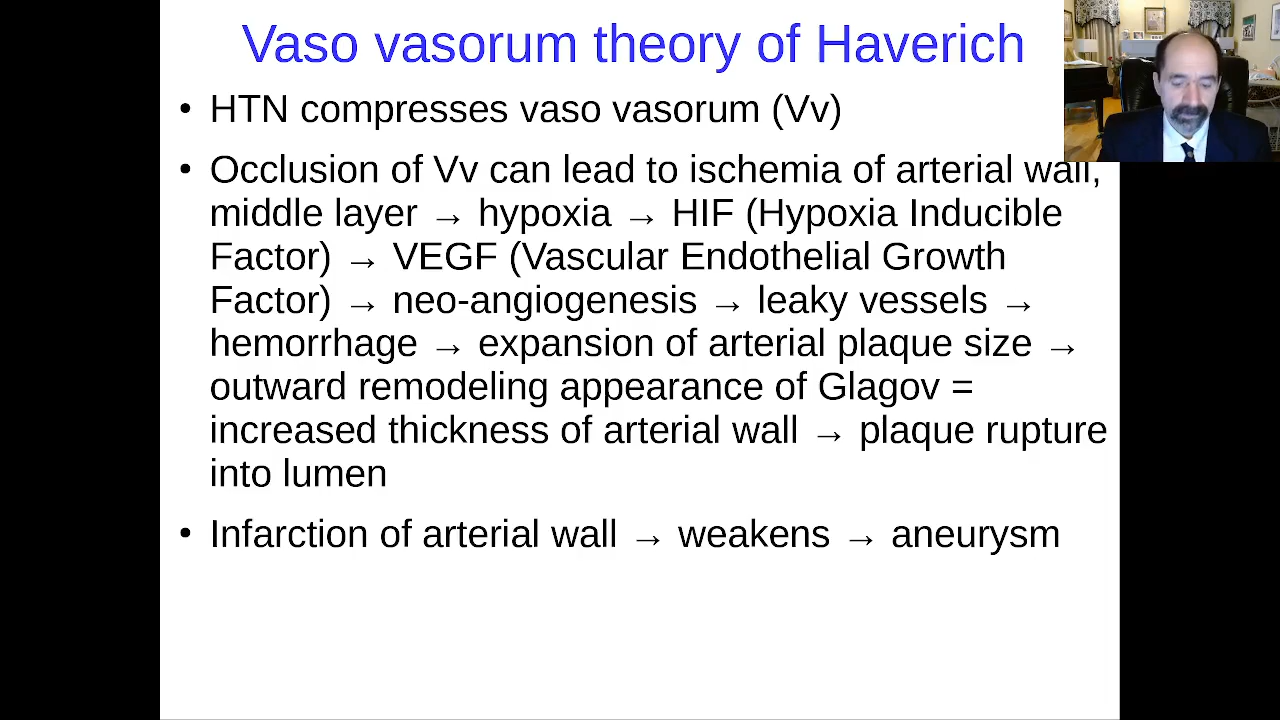 Vaso vasorum theory of Haverich
• HTN compresses vaso vasorum (Vv)
• Occlusion of Vv can lead to ischemia of arterial wall,
middle layer → hypoxia → HIF (Hypoxia Inducible
Factor) → VEGF (Vascular Endothelial Growth
Factor) → neo-angiogenesis → leaky vessels →
hemorrhage → expansion of arterial plaque size →
outward remodeling appearance of Glagov =
increased thickness of arterial wall → plaque rupture
into lumen
• Infarction of arterial wall → weakens → aneurysm